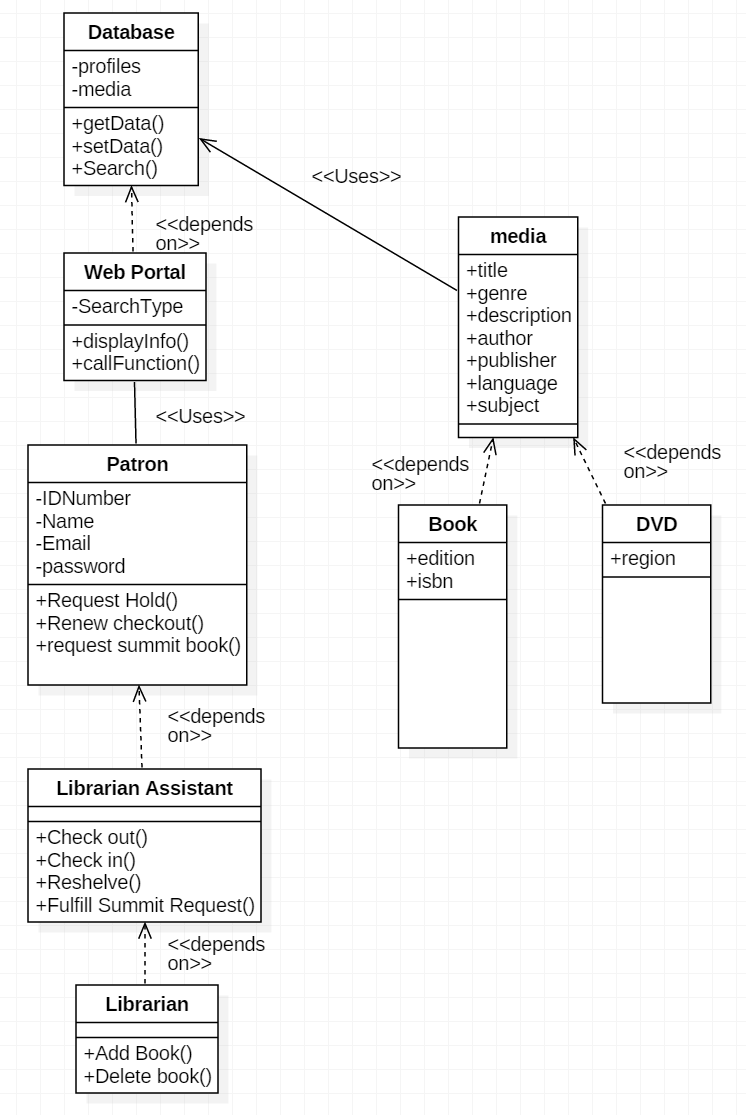 Database
-profiles
-media
+getData()
+setData()
+Search()
<<Uses>>
<<depends
on>>
Web Portal
-SearchType
+displayInfo()
+callFunction()
media
+title
+genre
+description
+author
+publisher
+language
+subject
<<Uses>>
Patron
-IDNumber
-Name
-Email
-password
+Request Hold()
+Renew checkout()
+request summit book()
<<depends
on>>
<<depends
on>>
Book
+edition
+isbn
DVD
+region
<<depends
on>>
Librarian Assistant
+Check out()
+Check in()
+Reshelve()
+Fulfill Summit Request()
<<depends
on>>
Librarian
+Add Book()
+Delete book()